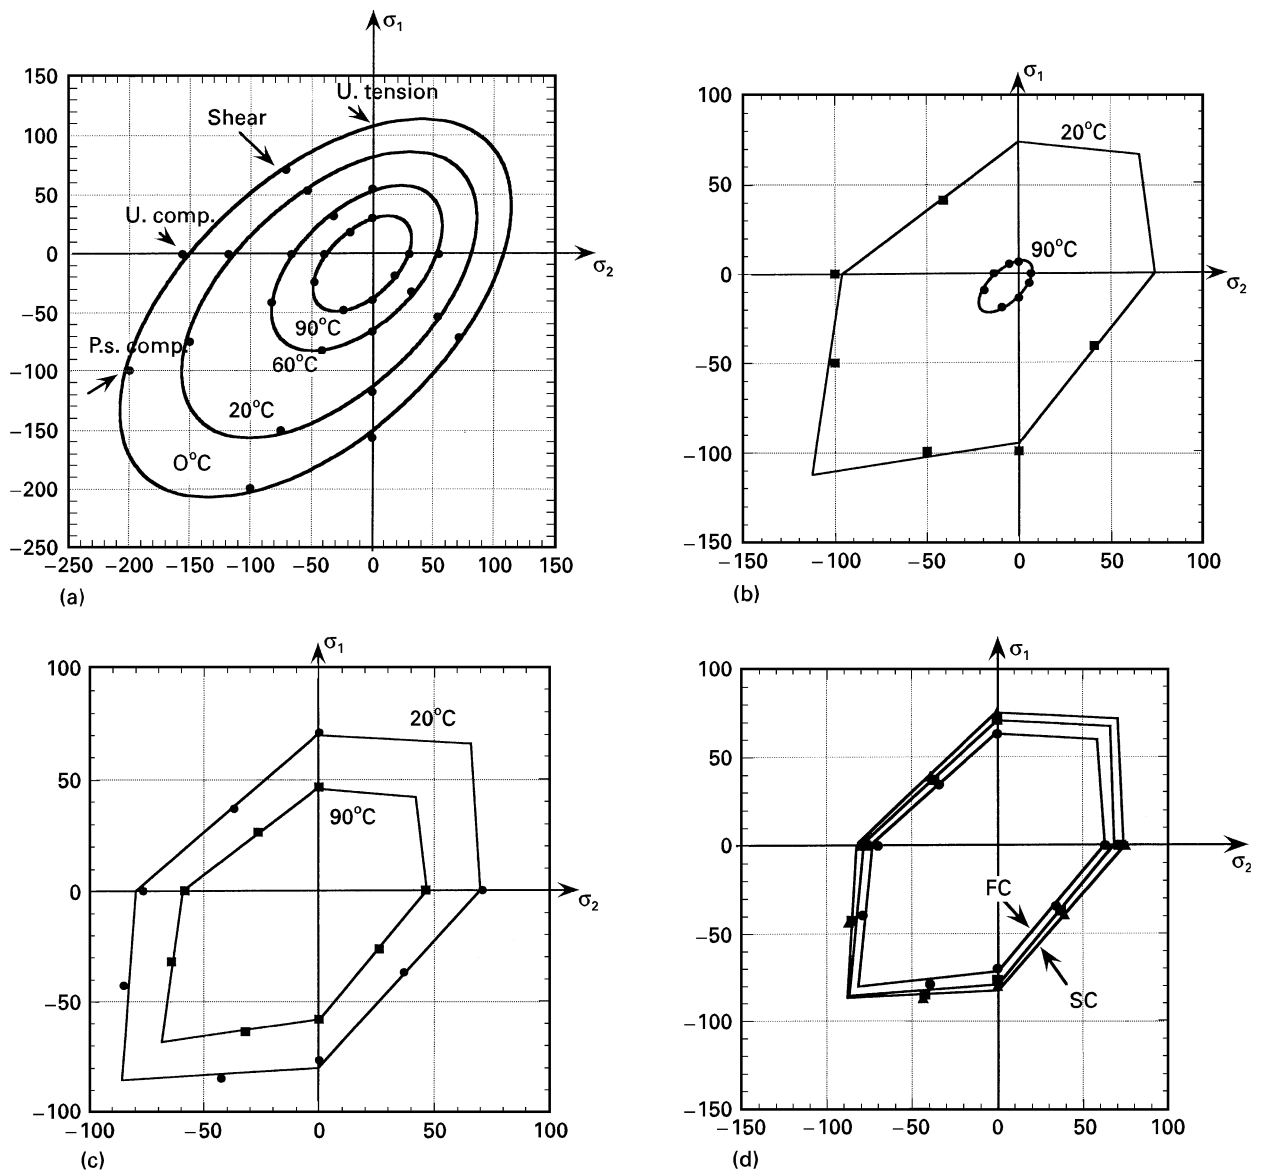 σ1
150
U. tension
Shear
100
50
U. comp.
0
σ2
−50
90°C
P.s. comp.
60°C
−100
20°C
−150
O°C
−200
−250
−250 −200 −150 −100 −50 0 50 100 150
(a)
σ1
100
20°C
50
90°C
0
σ2
−50
−100
−150
−150 −100 −50 0 50 100
(b)
σ1
100
20°C
50
90°C
0
σ2
−50
−100
−100 −50 0 50 100
(c)
σ1
100
50
0
σ2
FC
−50
SC
−100
−150
−150 −100 −50 0 50 100
(d)